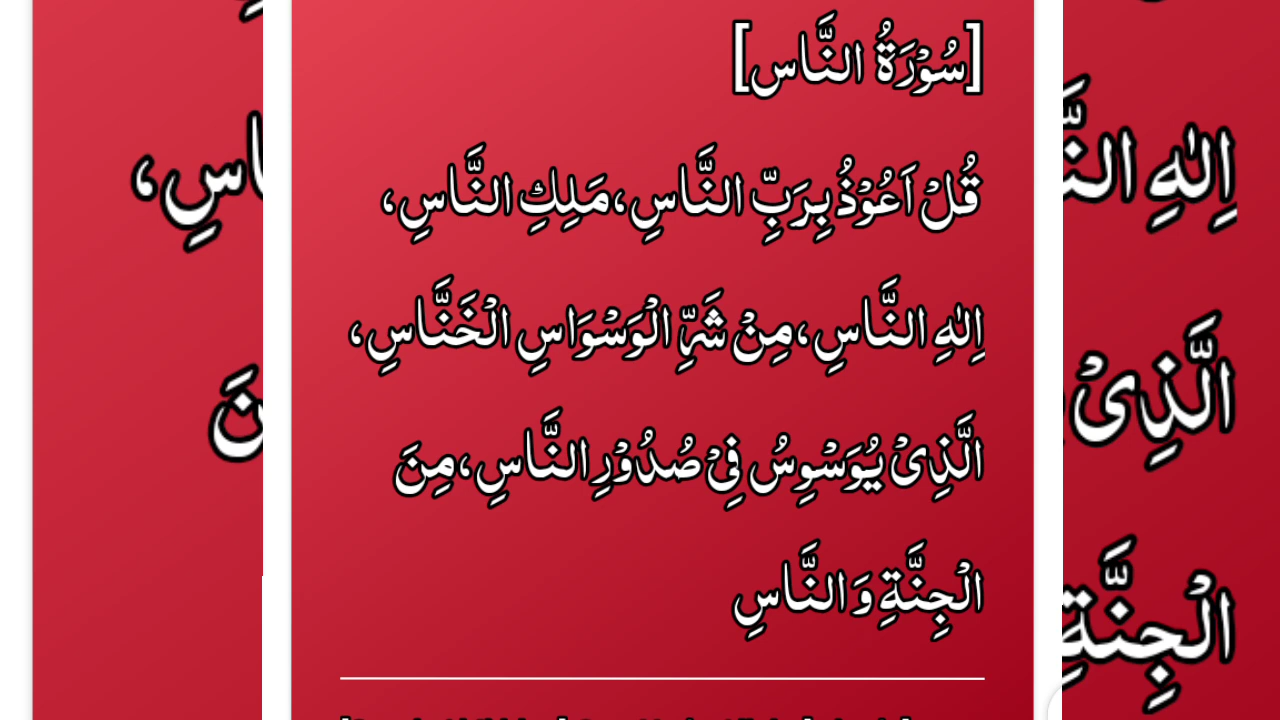 [سُوْرَةُ النَّاس]
قُلْ اَعُوْذُ بِرَبِّ النَّاسِ،مَلِكِ النَّاسِ،
اِلٰهِ النَّاسِ،مِنْ شَرِّ الْوَسْوَاسِ الْخَنَّاسِ،
الَّذِیْ يُوَسْوِسُ فِیْ صُدُوْرِ النَّاسِ،مِنَ
الْجِنَّةِ وَ النَّاسِ